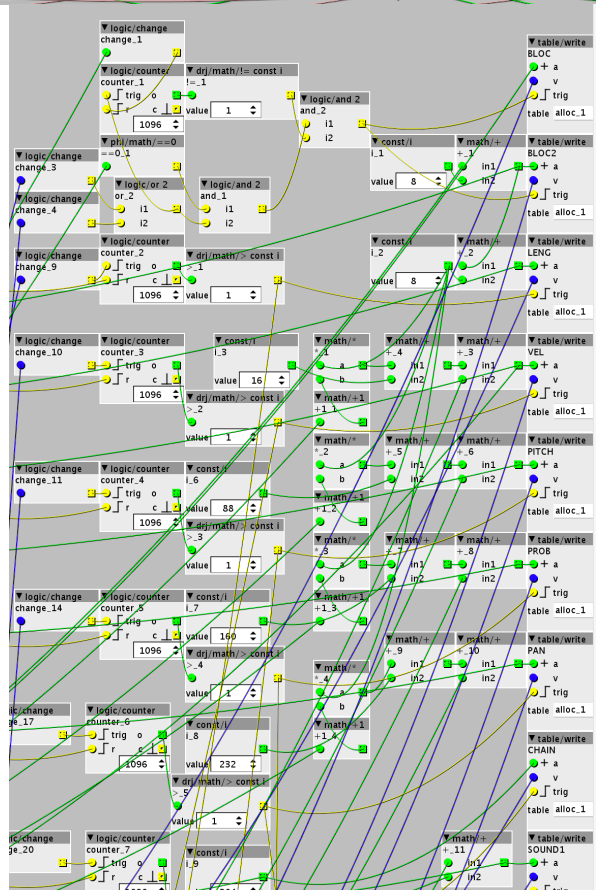 logic/change
change_1
table/write
BLOC
a
v
trig
table alloc_1
logic/counter
counter_1
trig o
r c
1096
drj/math/!= const i
!=_1
value 1
logic/and 2
and_2
i1
i2
phi/math/==0
==0_1
const/i
i_1
value 8
math/+
+_1
in1
in2
table/write
BLOC2
a
v
trig
table alloc_1
logic/change
change_3
logic/change
change_4
logic/or 2
or_2
i1
i2
logic/and 2
and_1
i1
i2
logic/change
change_9
logic/counter
counter_2
trig o
r c
1096
drj/math/> const i
>_1
value 1
const/i
i_2
value 8
math/+
+_2
in1
in2
table/write
LENG
a
v
trig
table alloc_1
logic/change
change_10
logic/counter
counter_3
trig o
r c
1096
const/i
i_3
value 16
math/*
*_1
a
b
math/+
+_4
in1
in2
math/+
+_3
in1
in2
table/write
VEL
a
v
trig
table alloc_1
drj/math/> const i
>_2
value 1
math/+1
+1_1
logic/change
change_11
logic/counter
counter_4
trig o
r c
1096
const/i
i_6
value 88
math/*
*_2
a
b
math/+
+_5
in1
in2
math/+
+_6
in1
in2
table/write
PITCH
a
v
trig
table alloc_1
drj/math/> const i
>_3
value 1
math/+1
+1_2
math/*
*_3
a
b
math/+
in1
in2
math/+
+_8
in1
in2
table/write
PROB
a
v
trig
table alloc_1
logic/change
change_14
logic/counter
counter_5
trig o
r c
1096
const/i
i_7
value 160
math/+1
+1_3
drj/math/> const i
>_4
value 1
math/*
*_4
a
b
math/+
+_9
in1
in2
math/+
+_10
in1
in2
table/write
PAN
a
v
trig
table alloc_1
ic/change
ge_17
logic/counter
counter_6
trig o
r c
1096
const/i
i_8
value 232
math/+1
+1_4
table/write
CHAIN
a
v
trig
table alloc_1
drj/math/> const i
>_5
value 1
ic/change
ge_20
logic/counter
counter_7
trig o
r c
const/i
i_9
math/+
+_11
in1
in2
table/write
SOUND1
a
v
trig